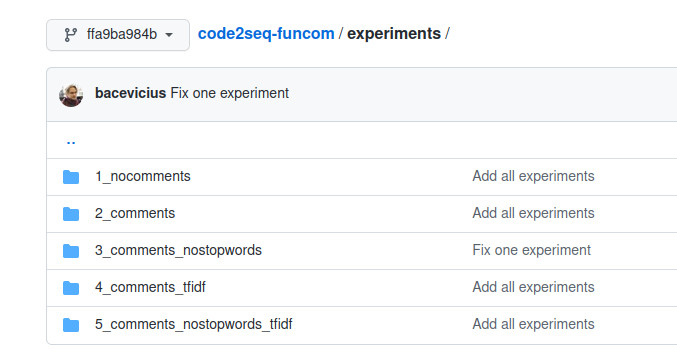 ffa9ba984b code2seq-funcom / experiments /
bacevicius Fix one experiment
..
1_nocomments Add all experiments
2_comments Add all experiments
3_comments_nostopwords Fix one experiment
4_comments_tfidf Add all experiments
5_comments_nostopwords_tfidf Add all experiments